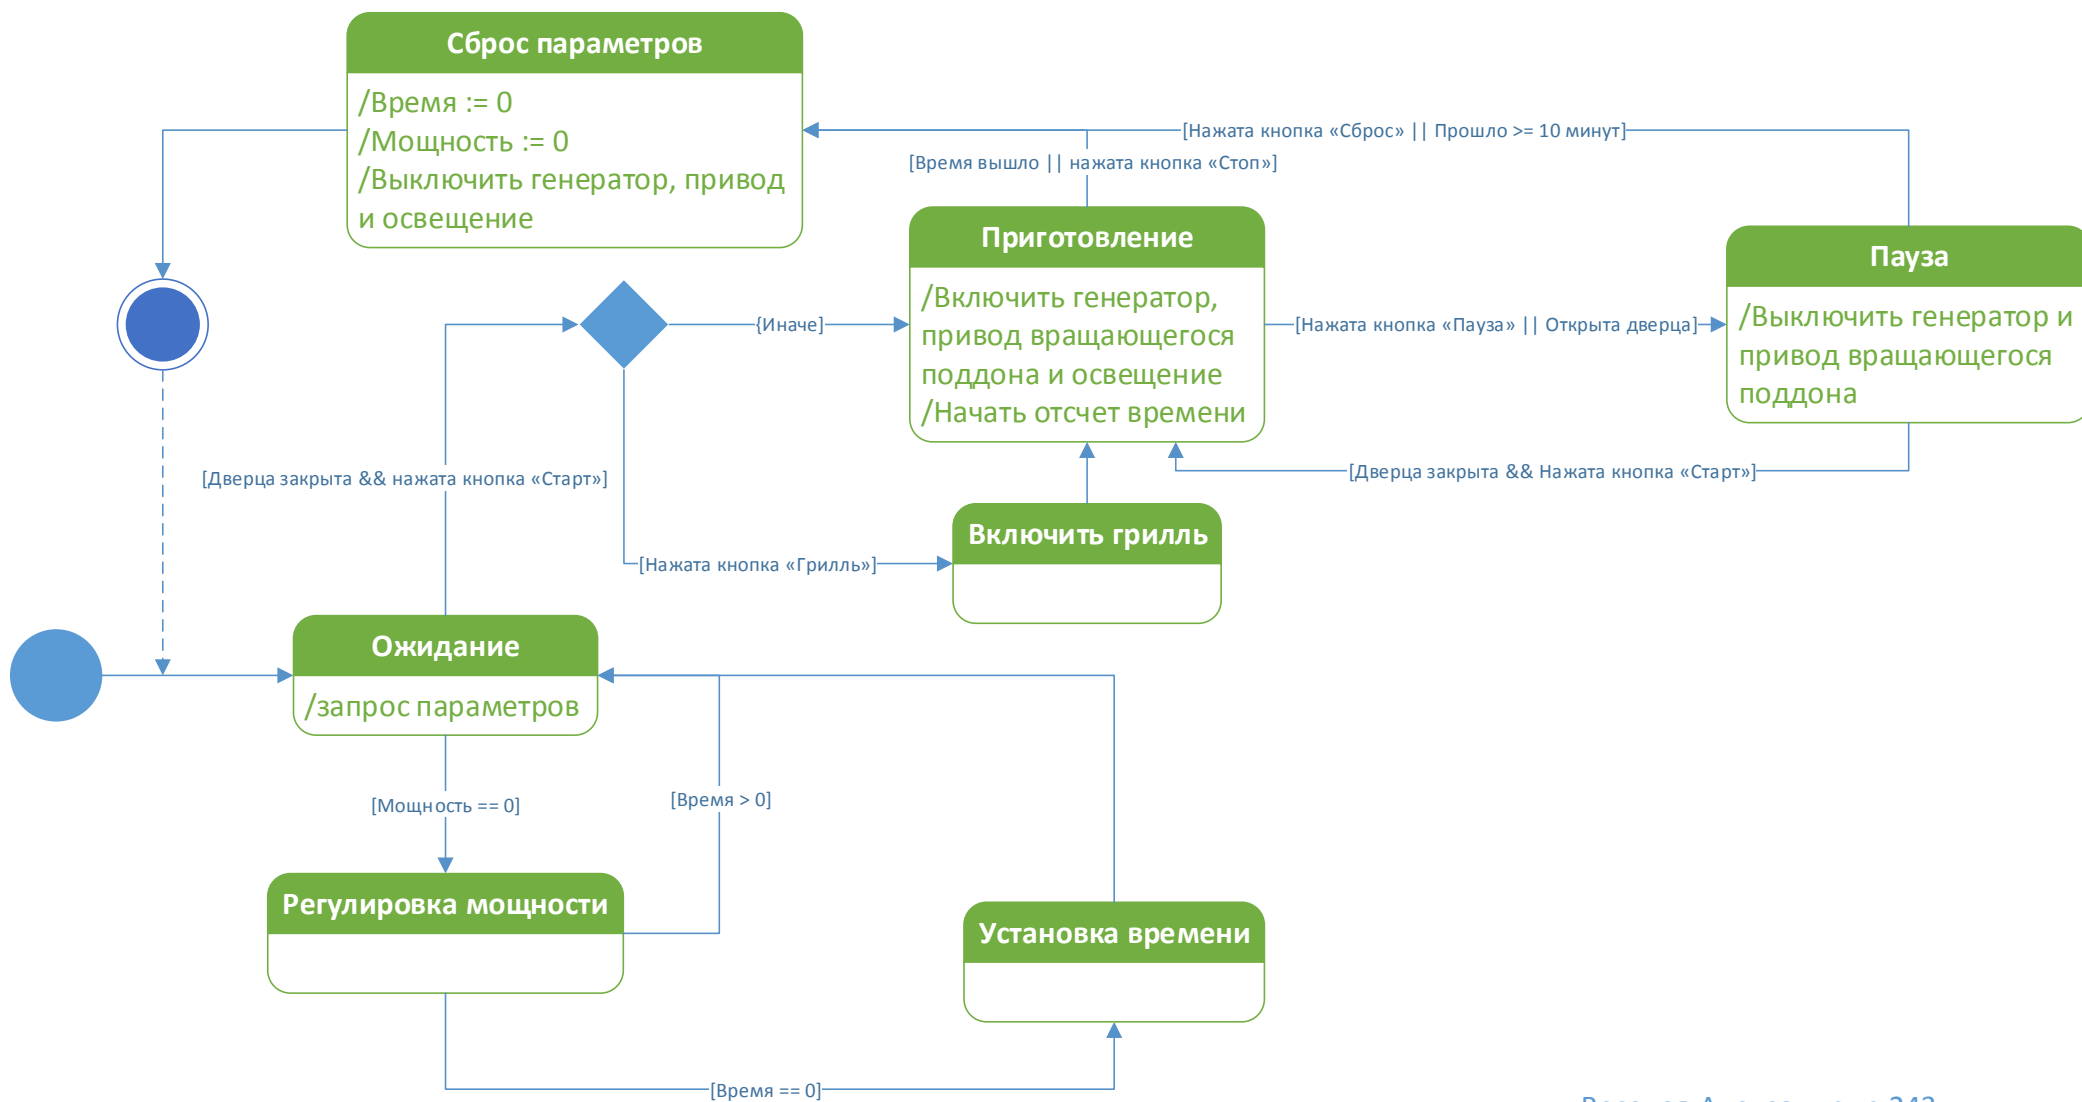 Сброс параметров
/Время := 0
/Мощность := 0
/Выключить генератор, привод
и освещение
[Нажата кнопка «Сброс» || Прошло >= 10 минут]
[Время вышло || нажата кнопка «Стоп»]
Приготовление
/Включить генератор,
привод вращающегося
поддона и освещение
/Начать отсчет времени
Пауза
/Выключить генератор и
привод вращающегося
поддона
{Иначе]
[Нажата кнопка «Пауза» || Открыта дверца]
[Дверца закрыта && нажата кнопка «Старт»]
[Дверца закрыта && Нажата кнопка «Старт»]
Включить грилль
[Нажата кнопка «Грилль»]
Ожидание
/запрос параметров
[Мощность == 0]
[Время > 0]
Регулировка мощности
Установка времени
[Время == 0]